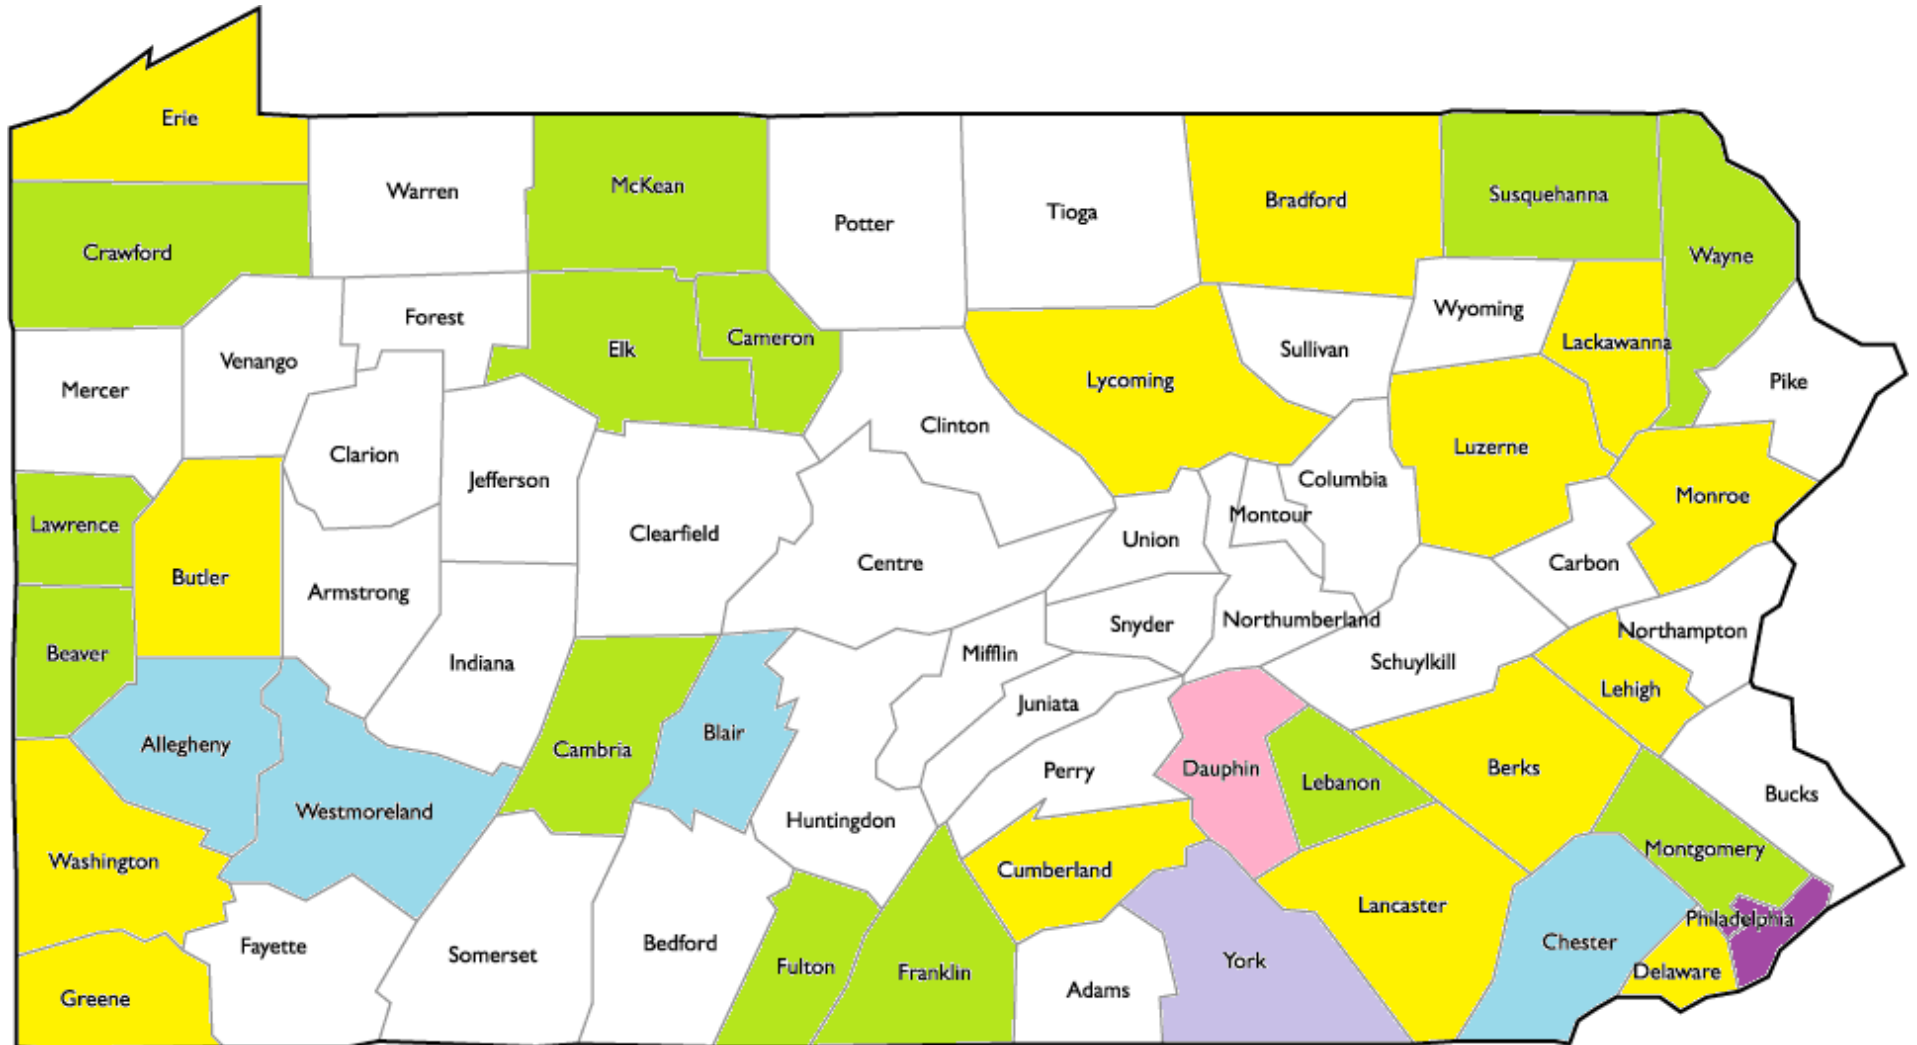 Erie
Warren
McKean
Potter
Tioga
Bradford
Susquehanna
Wayne
Crawford
Forest
Elk
Cameron
Venango
Mercer
Lycoming
Sullivan
Wyoming
Lackawanna
Pike
Clinton
Clarion
Jefferson
Luzerne
Columbia
Monroe
Lawrence
Butler
Armstrong
Clearfield
Centre
Union
Montour
Carbon
Beaver
Indiana
Mifflin
Snyder
Northumberland
Schuylkill
Northampton
Lehigh
Allegheny
Westmoreland
Cambria
Blair
Huntingdon
Juniata
Perry
Dauphin
Lebanon
Berks
Bucks
Washington
Cumberland
Lancaster
Montgomery
Philadelphia
Greene
Fayette
Somerset
Bedford
Fulton
Franklin
Adams
York
Chester
Delaware